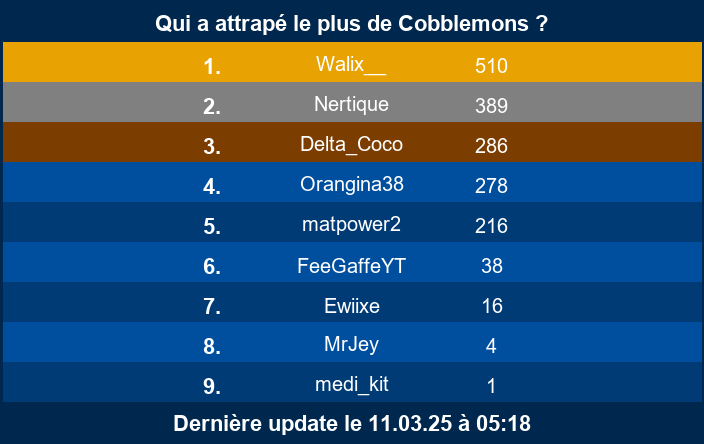 Qui a attrapé le plus de Cobblemons ?
1. Walix__ 510
2. Nertique 389
3. Delta_Coco 286
4. Orangina38 278
5. matpower2 216
6. FeeGaffeYT 38
7. Ewiixe 16
8. MrJey 4
9. medi_kit 1
Dernière update le 11.03.25 à 05:18